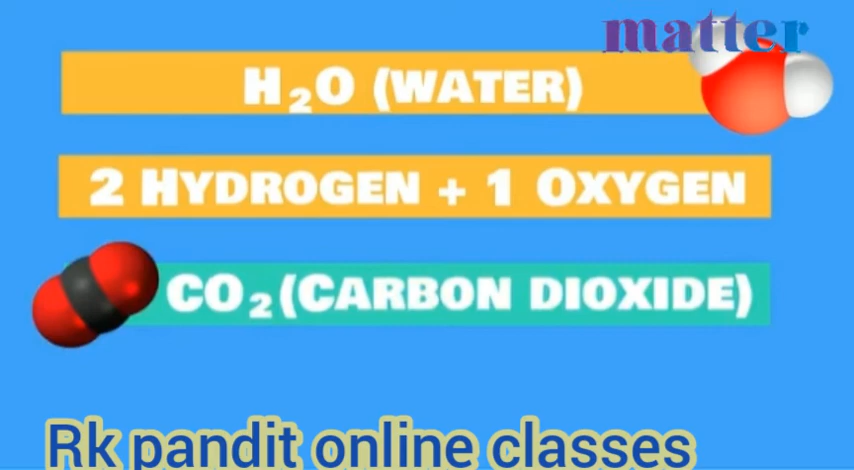 matter
H₂O (WATER)
2 HYDROGEN + 1 OXYGEN
CO₂ (CARBON DIOXIDE)
Rk pandit online classes